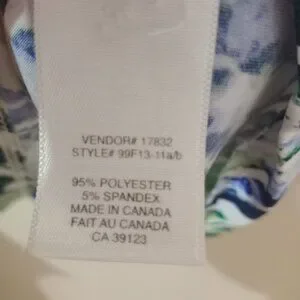 VENDOR# 17832
STYLE# 99F13-11a/b
95% POLYESTER
5% SPANDEX
MADE IN CANADA
FAIT AU CANADA
CA 39123